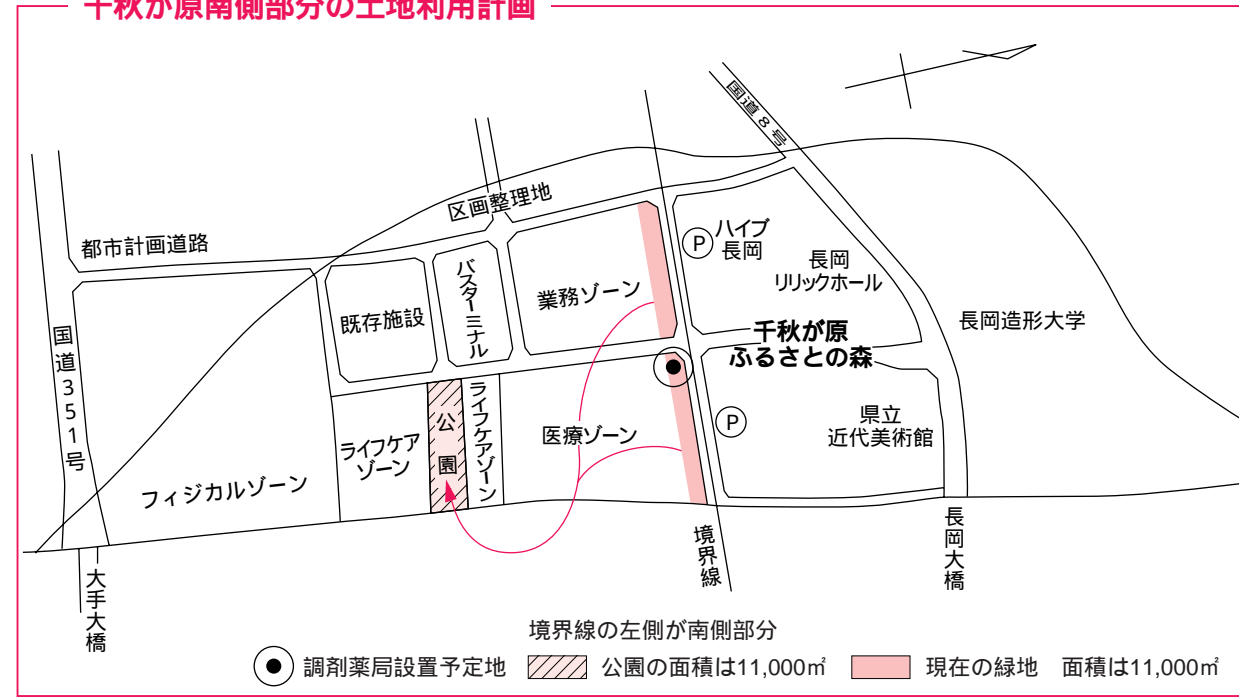 千秋が原南側部分の土地利用計画
国道8号
区画整理地
都市計画道路
P
ハイブ
長岡
長岡
リリックホール
バスターミナル
業務ゾーン
既存施設
長岡造形大学
千秋が原
ふるさとの森
国道351号
公園
ライフケアゾーン
医療ゾーン
P
県立
近代美術館
ライフケア
ゾーン
フィジカルゾーン
境界線
長岡大橋
大手大橋
境界線の左側が南側部分
調剤薬局設置予定地
公園の面積は11,000㎡
現在の緑地　面積は11,000㎡